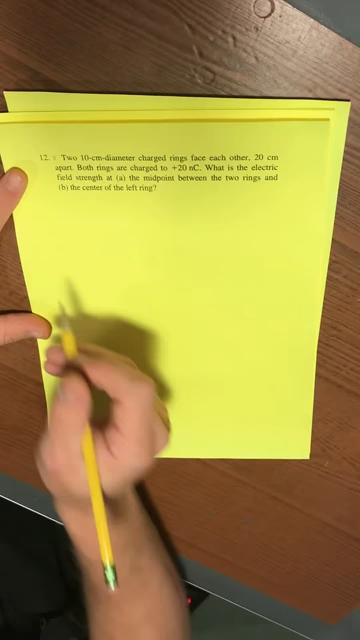 12. Two 10-cm-diameter charged rings face each other, 20 cm
apart. Both rings are charged to +20 nC. What is the electric
field strength at (a) the midpoint between the two rings and
(b) the center of the left ring?